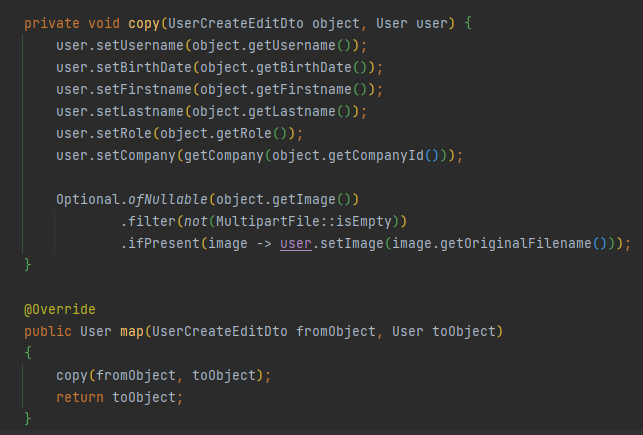 private void copy(UserCreateEditDto object, User user) {
    user.setUsername(object.getUsername());
    user.setBirthDate(object.getBirthDate());
    user.setFirstname(object.getFirstname());
    user.setLastname(object.getLastname());
    user.setRole(object.getRole());
    user.setCompany(getCompany(object.getCompanyId()));

    Optional.ofNullable(object.getImage())
            .filter(not(MultipartFile::isEmpty))
            .ifPresent(image -> user.setImage(image.getOriginalFilename()));
}

@Override
public User map(UserCreateEditDto fromObject, User toObject)
{
    copy(fromObject, toObject);
    return toObject;
}